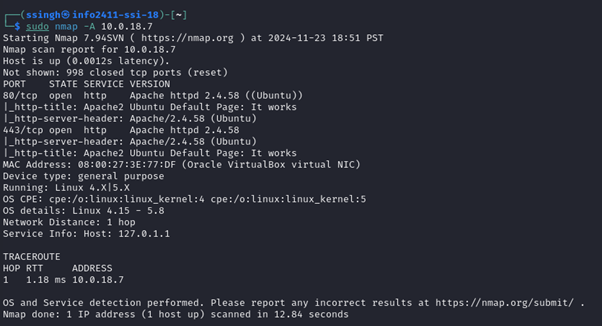 ┌──(ssingh㉿info2411-ssi-18)-[~]
└─$ sudo nmap -A 10.0.18.7
Starting Nmap 7.94SVN ( https://nmap.org ) at 2024-11-23 18:51 PST
Nmap scan report for 10.0.18.7
Host is up (0.0012s latency).
Not shown: 998 closed tcp ports (reset)
PORT    STATE SERVICE VERSION
80/tcp  open  http    Apache httpd 2.4.58 ((Ubuntu))
|_http-title: Apache2 Ubuntu Default Page: It works
|_http-server-header: Apache/2.4.58 (Ubuntu)
443/tcp open  http    Apache httpd 2.4.58
|_http-server-header: Apache/2.4.58 (Ubuntu)
|_http-title: Apache2 Ubuntu Default Page: It works
MAC Address: 08:00:27:3E:77:DF (Oracle VirtualBox virtual NIC)
Device type: general purpose
Running: Linux 4.X|5.X
OS CPE: cpe:/o:linux:linux_kernel:4 cpe:/o:linux:linux_kernel:5
OS details: Linux 4.15 - 5.8
Network Distance: 1 hop
Service Info: Host: 127.0.1.1

TRACEROUTE
HOP RTT     ADDRESS
1   1.18 ms 10.0.18.7

OS and Service detection performed. Please report any incorrect results at https://nmap.org/submit/ .
Nmap done: 1 IP address (1 host up) scanned in 12.84 seconds